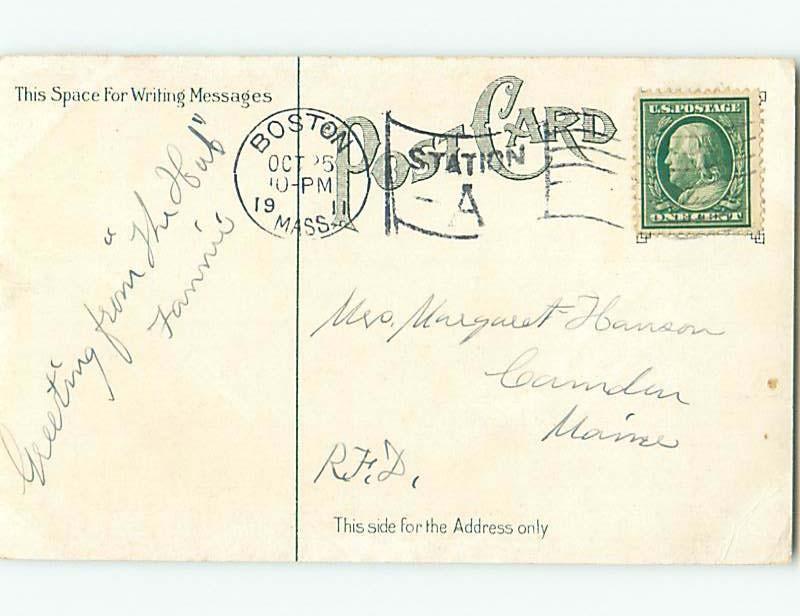 This Space For Writing Messages
Greeting from "The Hub"
Fannie
POST CARD
BOSTON
OCT 25
10-PM
19 11
MASS.
STATION
A
U.S. POSTAGE
ONE CENT
Mrs. Margaret Hanson
Camden
Maine
R.F.D.
This side for the Address only